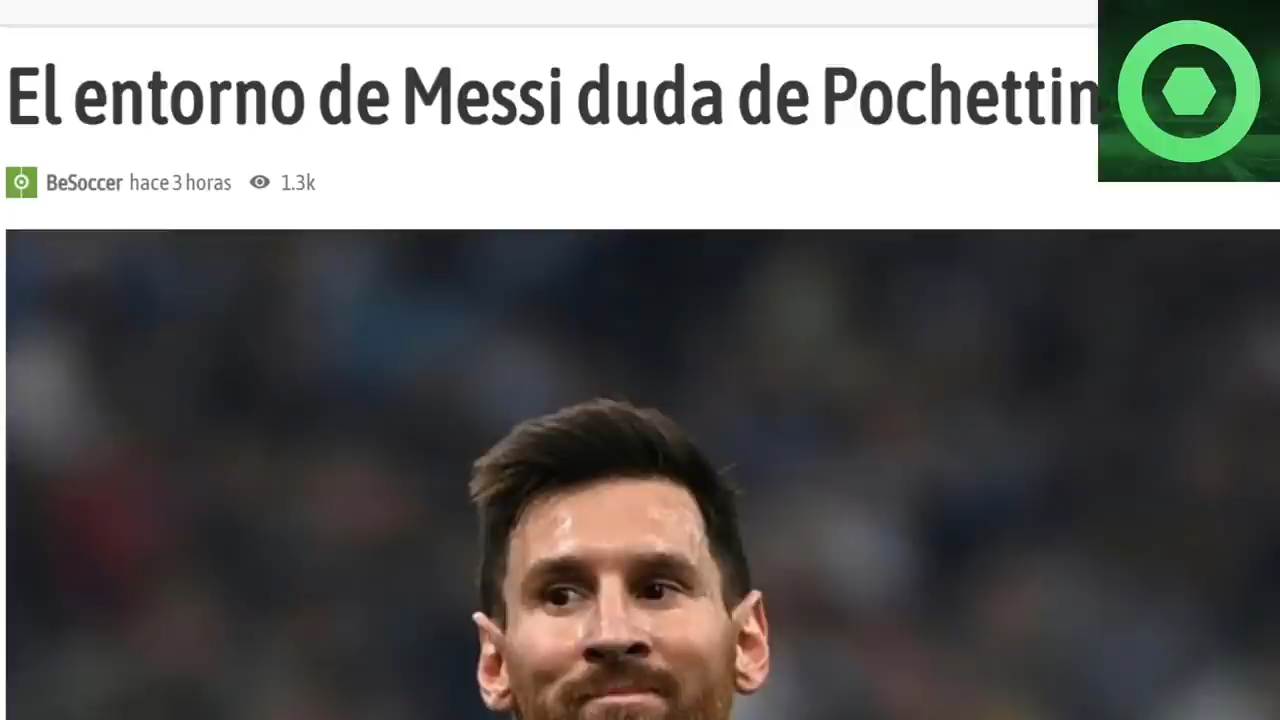 El entorno de Messi duda de Pochettin
BeSoccer hace 3 horas 1.3k